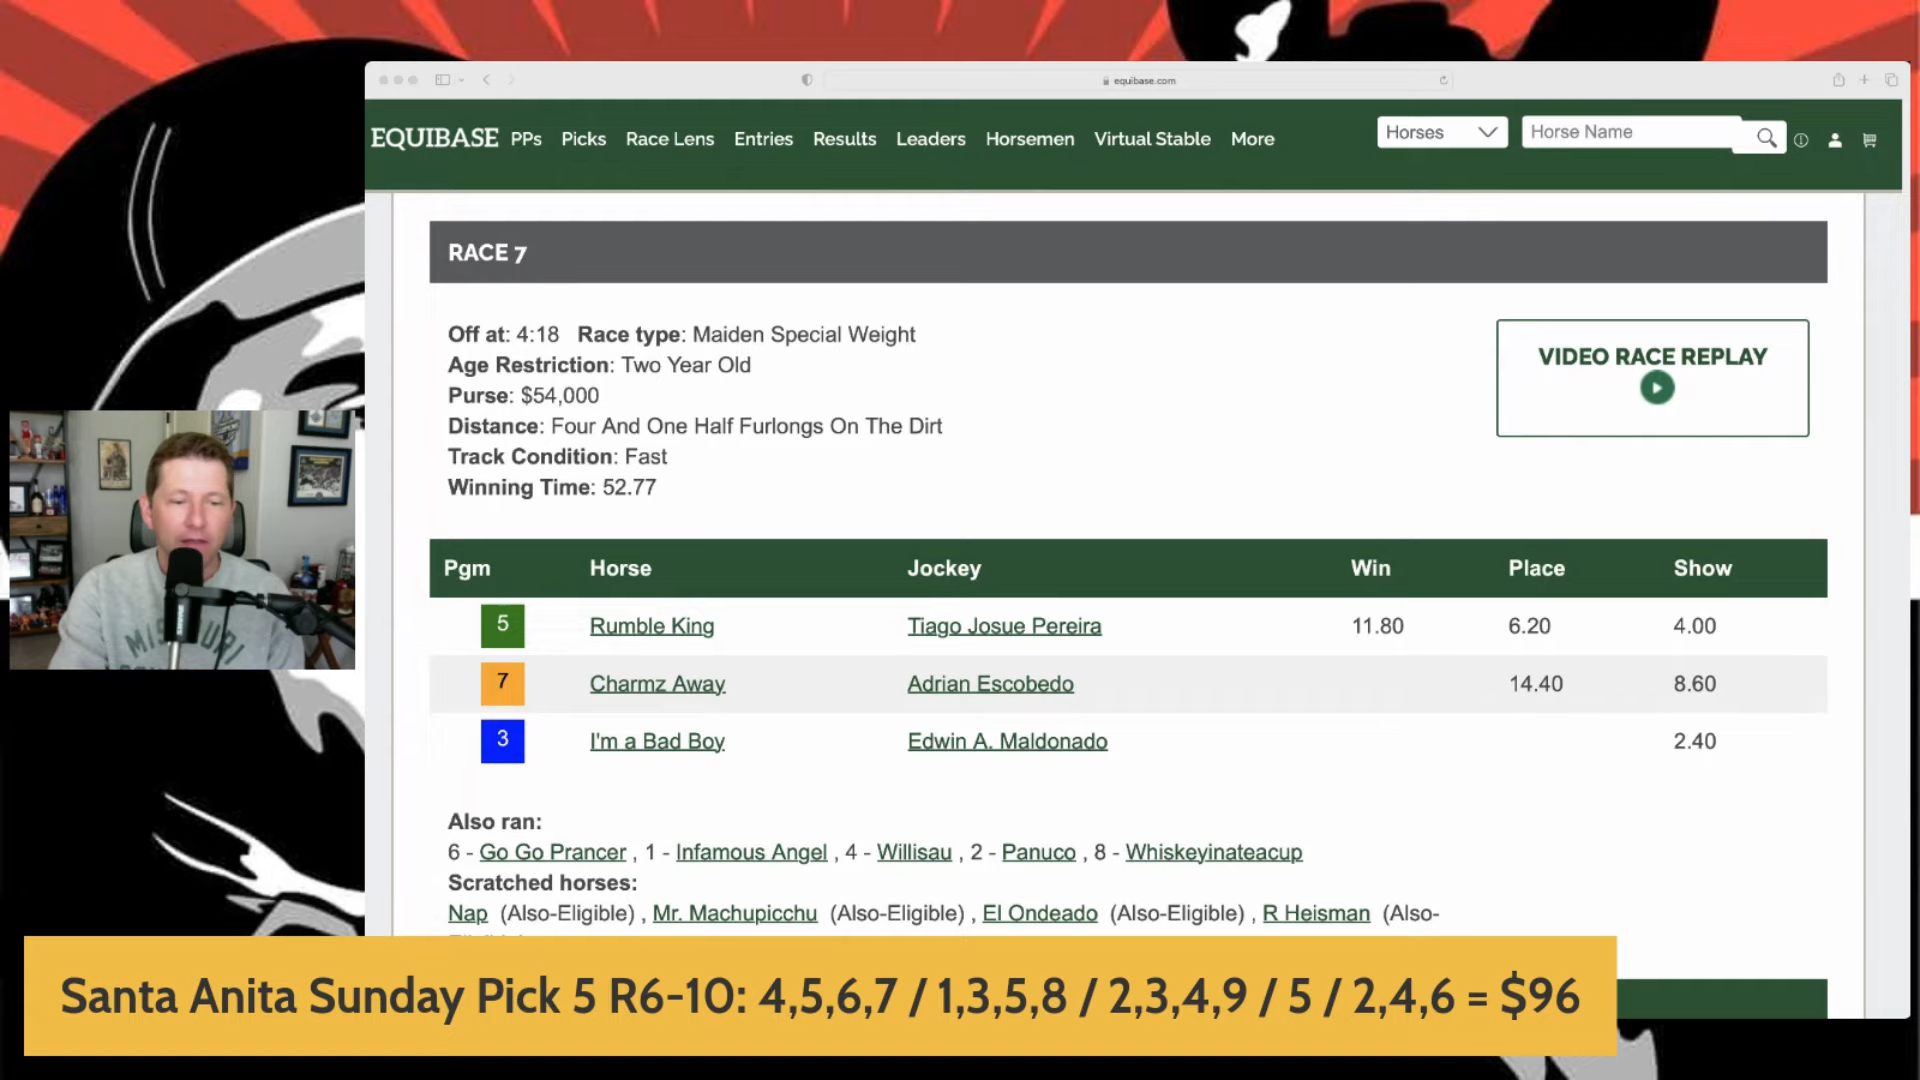 equibase.com
EQUIBASE PPs Picks Race Lens Entries Results Leaders Horsemen Virtual Stable More Horses Horse Name
RACE 7
Off at: 4:18 Race type: Maiden Special Weight
Age Restriction: Two Year Old
Purse: $54,000
Distance: Four And One Half Furlongs On The Dirt
Track Condition: Fast
Winning Time: 52.77
VIDEO RACE REPLAY
Pgm Horse Jockey Win Place Show
5 Rumble King Tiago Josue Pereira 11.80 6.20 4.00
7 Charmz Away Adrian Escobedo 14.40 8.60
3 I'm a Bad Boy Edwin A. Maldonado 2.40
Also ran:
6 - Go Go Prancer , 1 - Infamous Angel , 4 - Willisau , 2 - Panuco , 8 - Whiskeyinateacup
Scratched horses:
Nap (Also-Eligible) , Mr. Machupicchu (Also-Eligible) , El Ondeado (Also-Eligible) , R Heisman (Also-
MISSOURI
Santa Anita Sunday Pick 5 R6-10: 4,5,6,7 / 1,3,5,8 / 2,3,4,9 / 5 / 2,4,6 = $96